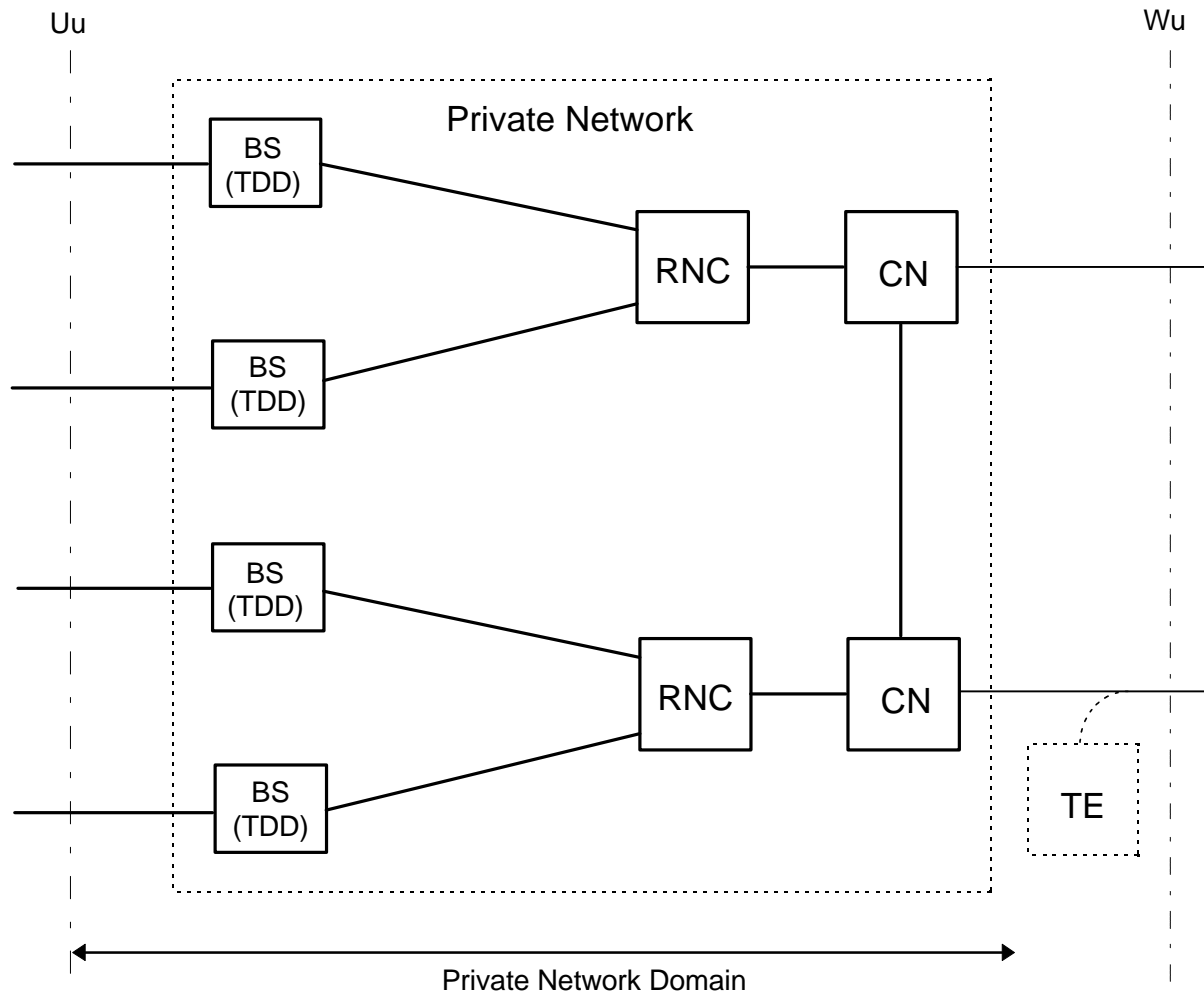 Uu
Wu
Private Network
BS
(TDD)
RNC
CN
BS
(TDD)
BS
(TDD)
RNC
CN
BS
(TDD)
TE
Private Network Domain